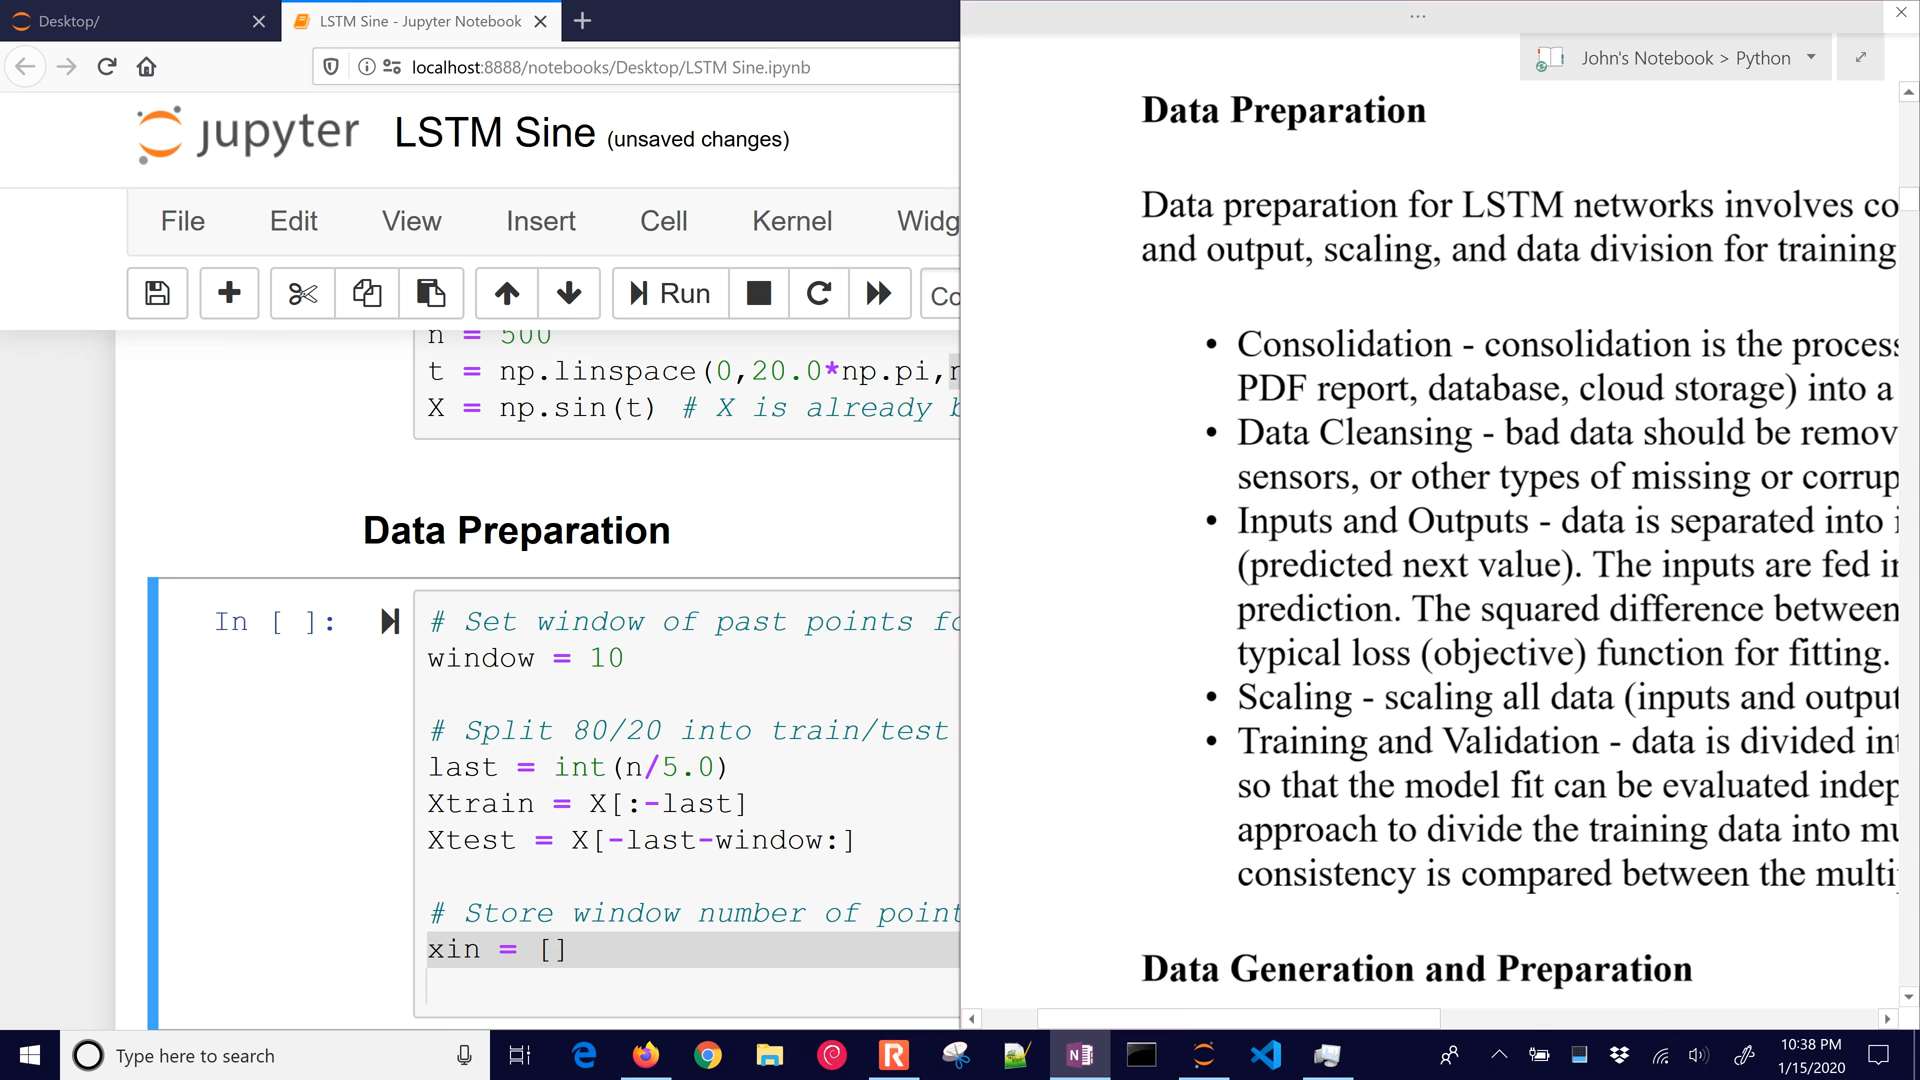 Desktop/
LSTM Sine - Jupyter Notebook
localhost:8888/notebooks/Desktop/LSTM Sine.ipynb
jupyter LSTM Sine (unsaved changes)
File Edit View Insert Cell Kernel Widg
Run Co
n = 500
t = np.linspace(0,20.0*np.pi,n
X = np.sin(t) # X is already b
Data Preparation
In [ ]:
# Set window of past points fo
window = 10
# Split 80/20 into train/test
last = int(n/5.0)
Xtrain = X[:-last]
Xtest = X[-last-window:]
# Store window number of point
xin = []
John's Notebook > Python
Data Preparation
Data preparation for LSTM networks involves co
and output, scaling, and data division for training
• Consolidation - consolidation is the process
PDF report, database, cloud storage) into a
• Data Cleansing - bad data should be remov
sensors, or other types of missing or corrup
• Inputs and Outputs - data is separated into i
(predicted next value). The inputs are fed in
prediction. The squared difference between
typical loss (objective) function for fitting.
• Scaling - scaling all data (inputs and output
• Training and Validation - data is divided int
so that the model fit can be evaluated indep
approach to divide the training data into mu
consistency is compared between the multi
Data Generation and Preparation
Type here to search
10:38 PM
1/15/2020